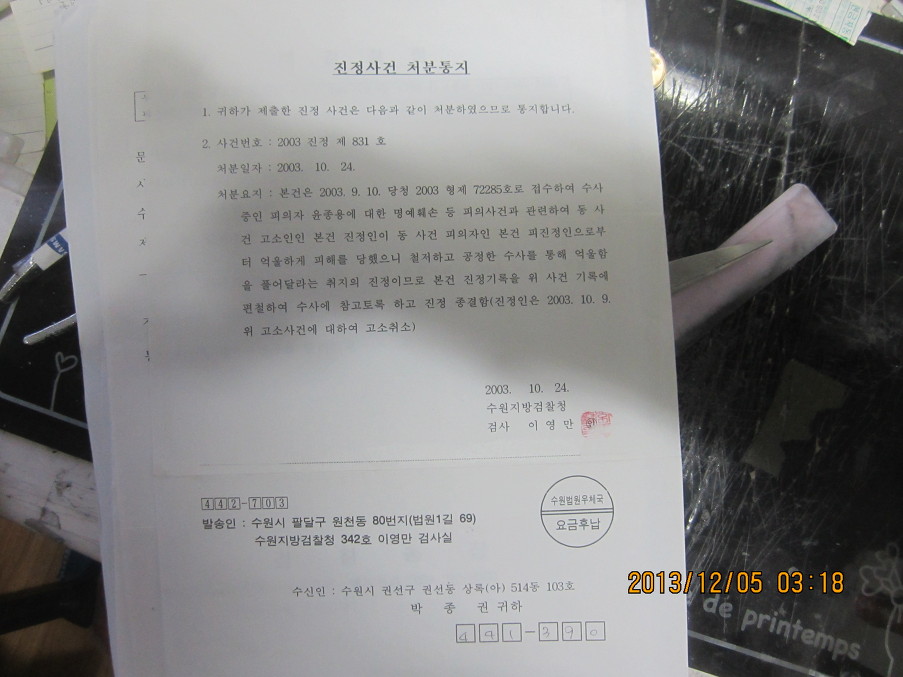 진정사건 처분통지
1. 귀하가 제출한 진정 사건은 다음과 같이 처분하였으므로 통지합니다.
2. 사건번호 : 2003 진정 제 831 호
처분일자 : 2003. 10. 24.
처분요지 : 본건은 2003. 9. 10. 당청 2003 형제 72285호로 접수하여 수사
중인 피의자 윤종용에 대한 명예훼손 등 피의사건과 관련하여 동 사
건 고소인인 본건 진정인이 동 사건 피의자인 본건 피진정인으로부
터 억울하게 피해를 당했으니 철저하고 공정한 수사를 통해 억울함
을 풀어달라는 취지의 진정이므로 본건 진정기록을 위 사건 기록에
편철하여 수사에 참고토록 하고 진정 종결함(진정인은 2003. 10. 9.
위 고소사건에 대하여 고소취소)
2003. 10. 24.
수원지방검찰청
검사 이영만
442-703
수원법원우체국
요금후납
발송인 : 수원시 팔달구 원천동 80번지(법원1길 69)
수원지방검찰청 342호 이영만 검사실
수신인 : 수원시 권선구 권선동 상록(아) 514동 103호
박 종 권 귀하
441-390
문
사
수
2013/12/05 03:18
de printemps